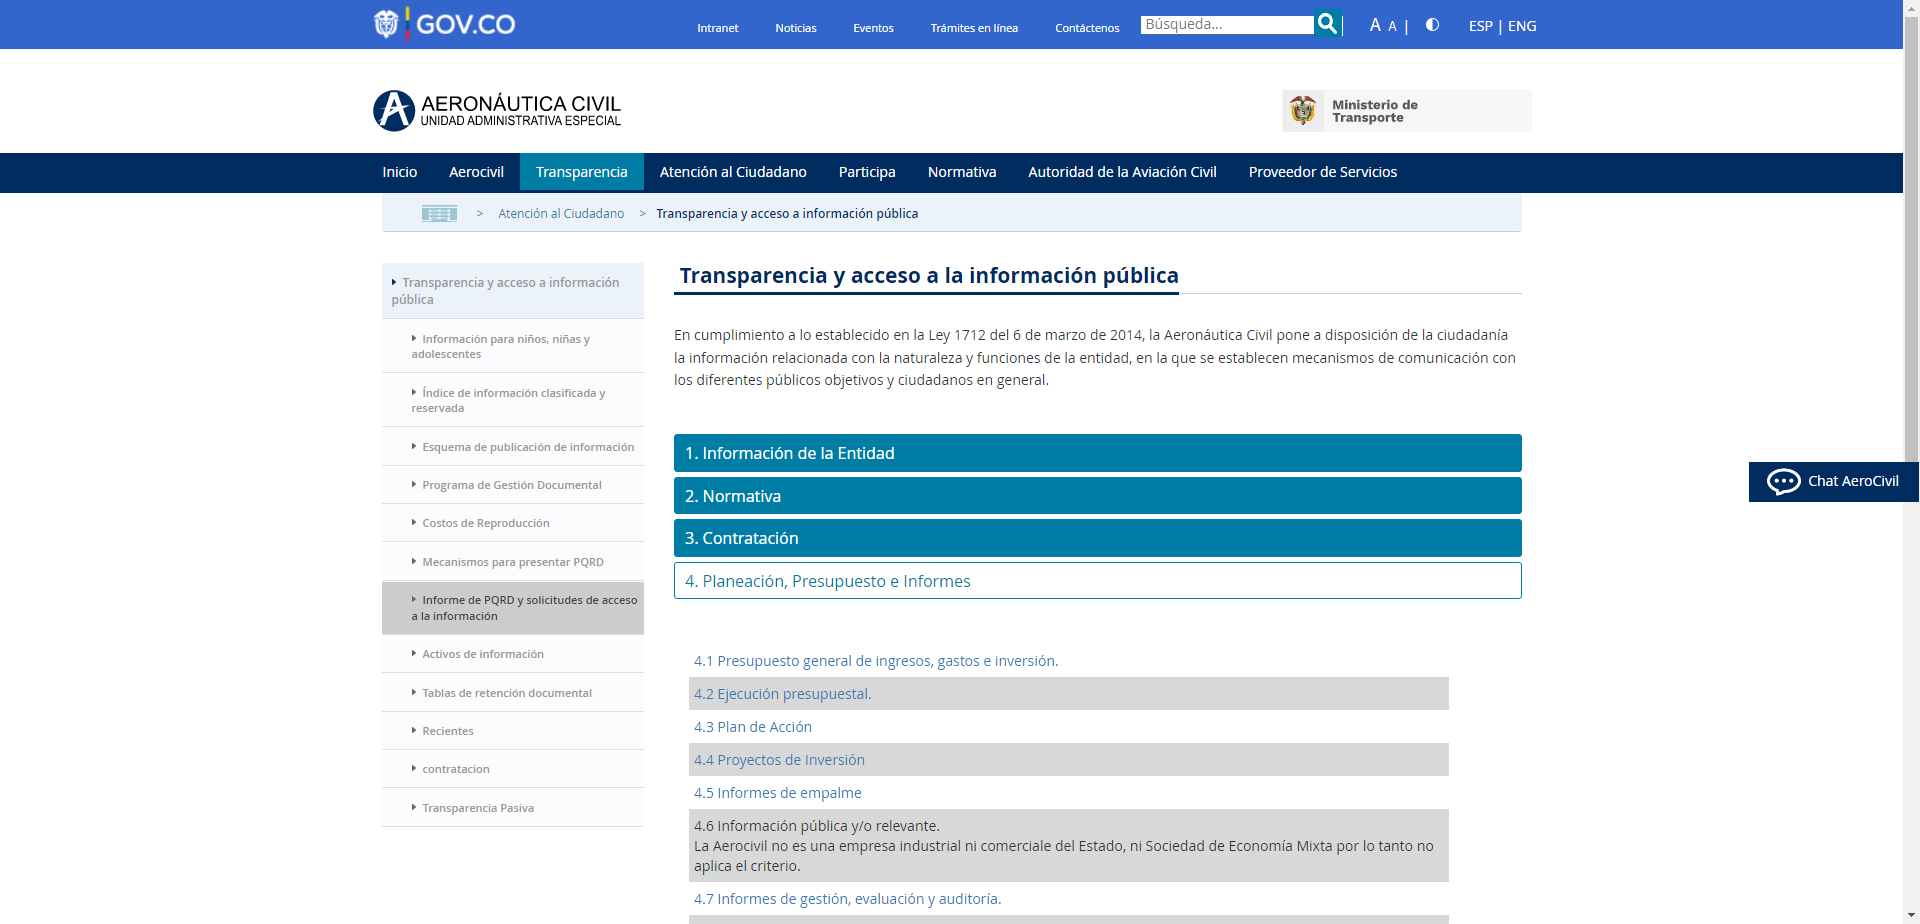 GOV.CO
Intranet
Noticias
Eventos
Trámites en línea
Contáctenos
Búsqueda...
A A |
ESP | ENG
AERONÁUTICA CIVIL
UNIDAD ADMINISTRATIVA ESPECIAL
Ministerio de
Transporte
Inicio
Aerocivil
Transparencia
Atención al Ciudadano
Participa
Normativa
Autoridad de la Aviación Civil
Proveedor de Servicios
> Atención al Ciudadano > Transparencia y acceso a información pública
Transparencia y acceso a información
pública
Información para niños, niñas y
adolescentes
Índice de información clasificada y
reservada
Esquema de publicación de información
Programa de Gestión Documental
Costos de Reproducción
Mecanismos para presentar PQRD
Informe de PQRD y solicitudes de acceso
a la información
Activos de información
Tablas de retención documental
Recientes
contratacion
Transparencia Pasiva
Transparencia y acceso a la información pública
En cumplimiento a lo establecido en la Ley 1712 del 6 de marzo de 2014, la Aeronáutica Civil pone a disposición de la ciudadanía
la información relacionada con la naturaleza y funciones de la entidad, en la que se establecen mecanismos de comunicación con
los diferentes públicos objetivos y ciudadanos en general.
1. Información de la Entidad
2. Normativa
3. Contratación
4. Planeación, Presupuesto e Informes
4.1 Presupuesto general de ingresos, gastos e inversión.
4.2 Ejecución presupuestal.
4.3 Plan de Acción
4.4 Proyectos de Inversión
4.5 Informes de empalme
4.6 Información pública y/o relevante.
La Aerocivil no es una empresa industrial ni comerciale del Estado, ni Sociedad de Economía Mixta por lo tanto no
aplica el criterio.
4.7 Informes de gestión, evaluación y auditoría.
Chat AeroCivil